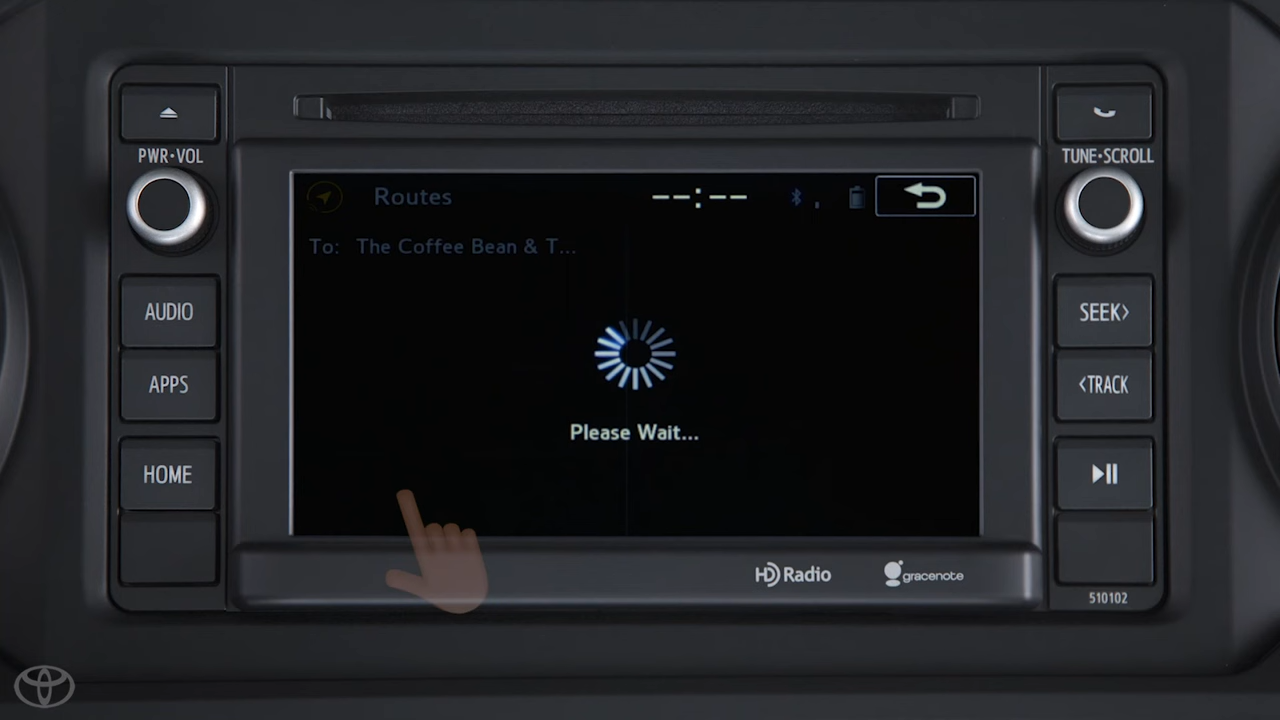 PWR•VOL
AUDIO
APPS
HOME
Routes
--:--
To: The Coffee Bean & T...
Please Wait...
HD Radio
gracenote
TUNE•SCROLL
SEEK>
<TRACK
510102